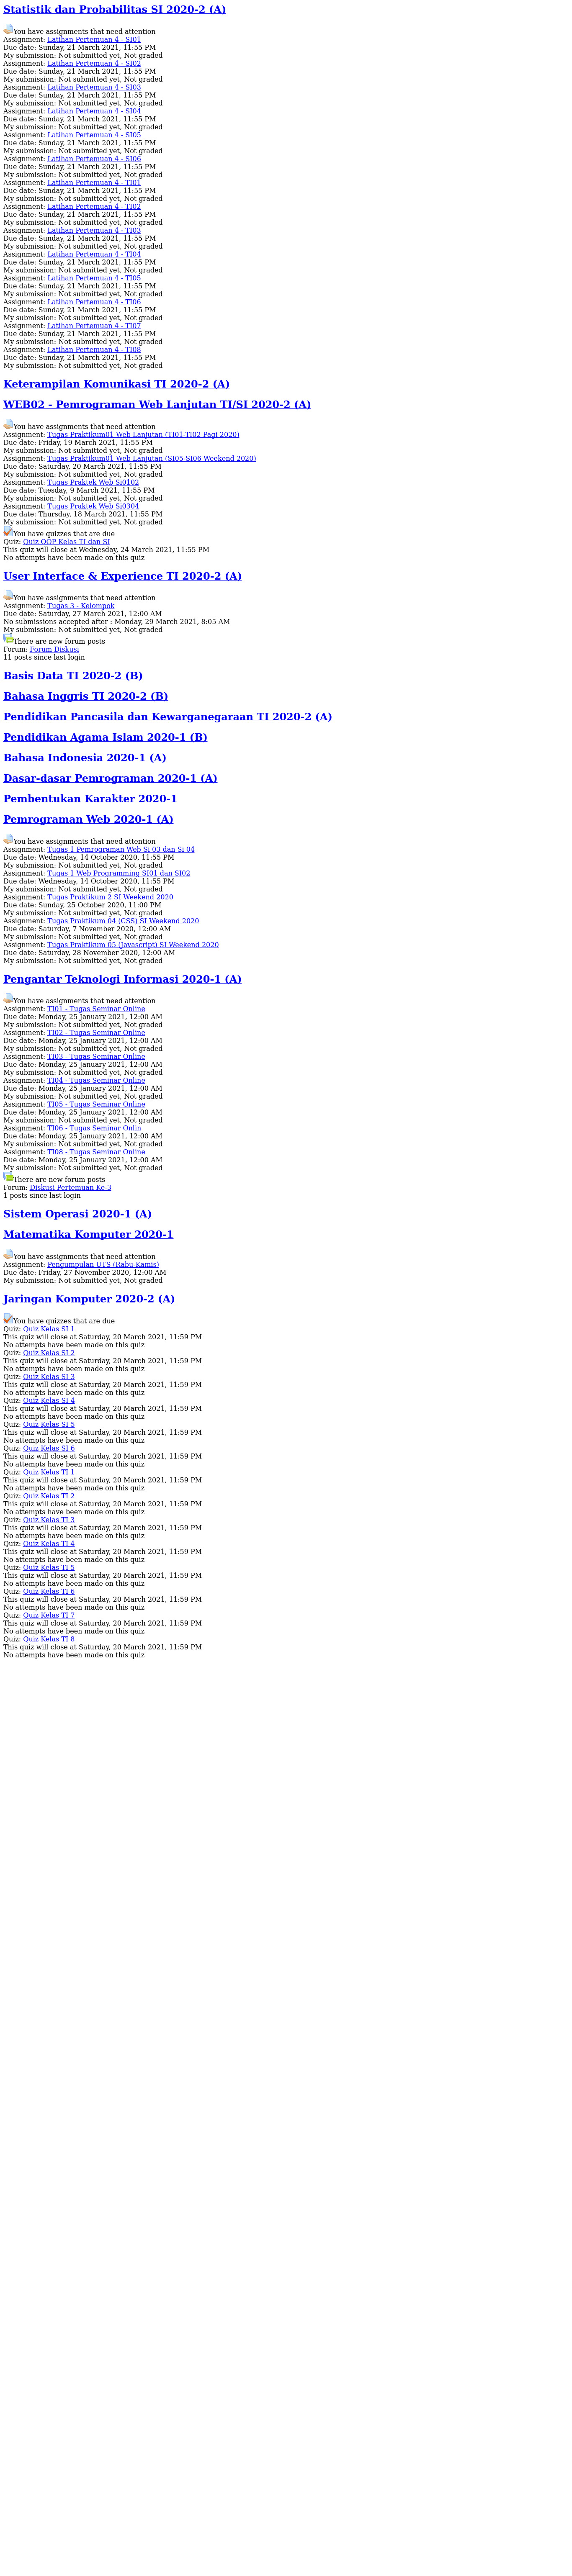 Statistik dan Probabilitas SI 2020-2 (A)
You have assignments that need attention
Assignment: Latihan Pertemuan 4 - SI01
Due date: Sunday, 21 March 2021, 11:55 PM
My submission: Not submitted yet, Not graded
Assignment: Latihan Pertemuan 4 - SI02
Due date: Sunday, 21 March 2021, 11:55 PM
My submission: Not submitted yet, Not graded
Assignment: Latihan Pertemuan 4 - SI03
Due date: Sunday, 21 March 2021, 11:55 PM
My submission: Not submitted yet, Not graded
Assignment: Latihan Pertemuan 4 - SI04
Due date: Sunday, 21 March 2021, 11:55 PM
My submission: Not submitted yet, Not graded
Assignment: Latihan Pertemuan 4 - SI05
Due date: Sunday, 21 March 2021, 11:55 PM
My submission: Not submitted yet, Not graded
Assignment: Latihan Pertemuan 4 - SI06
Due date: Sunday, 21 March 2021, 11:55 PM
My submission: Not submitted yet, Not graded
Assignment: Latihan Pertemuan 4 - TI01
Due date: Sunday, 21 March 2021, 11:55 PM
My submission: Not submitted yet, Not graded
Assignment: Latihan Pertemuan 4 - TI02
Due date: Sunday, 21 March 2021, 11:55 PM
My submission: Not submitted yet, Not graded
Assignment: Latihan Pertemuan 4 - TI03
Due date: Sunday, 21 March 2021, 11:55 PM
My submission: Not submitted yet, Not graded
Assignment: Latihan Pertemuan 4 - TI04
Due date: Sunday, 21 March 2021, 11:55 PM
My submission: Not submitted yet, Not graded
Assignment: Latihan Pertemuan 4 - TI05
Due date: Sunday, 21 March 2021, 11:55 PM
My submission: Not submitted yet, Not graded
Assignment: Latihan Pertemuan 4 - TI06
Due date: Sunday, 21 March 2021, 11:55 PM
My submission: Not submitted yet, Not graded
Assignment: Latihan Pertemuan 4 - TI07
Due date: Sunday, 21 March 2021, 11:55 PM
My submission: Not submitted yet, Not graded
Assignment: Latihan Pertemuan 4 - TI08
Due date: Sunday, 21 March 2021, 11:55 PM
My submission: Not submitted yet, Not graded
Keterampilan Komunikasi TI 2020-2 (A)
WEB02 - Pemrograman Web Lanjutan TI/SI 2020-2 (A)
You have assignments that need attention
Assignment: Tugas Praktikum01 Web Lanjutan (TI01-TI02 Pagi 2020)
Due date: Friday, 19 March 2021, 11:55 PM
My submission: Not submitted yet, Not graded
Assignment: Tugas Praktikum01 Web Lanjutan (SI05-SI06 Weekend 2020)
Due date: Saturday, 20 March 2021, 11:55 PM
My submission: Not submitted yet, Not graded
Assignment: Tugas Praktek Web Si0102
Due date: Tuesday, 9 March 2021, 11:55 PM
My submission: Not submitted yet, Not graded
Assignment: Tugas Praktek Web Si0304
Due date: Thursday, 18 March 2021, 11:55 PM
My submission: Not submitted yet, Not graded
You have quizzes that are due
Quiz: Quiz OOP Kelas TI dan SI
This quiz will close at Wednesday, 24 March 2021, 11:55 PM
No attempts have been made on this quiz
User Interface & Experience TI 2020-2 (A)
You have assignments that need attention
Assignment: Tugas 3 - Kelompok
Due date: Saturday, 27 March 2021, 12:00 AM
No submissions accepted after : Monday, 29 March 2021, 8:05 AM
My submission: Not submitted yet, Not graded
There are new forum posts
Forum: Forum Diskusi
11 posts since last login
Basis Data TI 2020-2 (B)
Bahasa Inggris TI 2020-2 (B)
Pendidikan Pancasila dan Kewarganegaraan TI 2020-2 (A)
Pendidikan Agama Islam 2020-1 (B)
Bahasa Indonesia 2020-1 (A)
Dasar-dasar Pemrograman 2020-1 (A)
Pembentukan Karakter 2020-1
Pemrograman Web 2020-1 (A)
You have assignments that need attention
Assignment: Tugas 1 Pemrograman Web Si 03 dan Si 04
Due date: Wednesday, 14 October 2020, 11:55 PM
My submission: Not submitted yet, Not graded
Assignment: Tugas 1 Web Programming SI01 dan SI02
Due date: Wednesday, 14 October 2020, 11:55 PM
My submission: Not submitted yet, Not graded
Assignment: Tugas Praktikum 2 SI Weekend 2020
Due date: Sunday, 25 October 2020, 11:00 PM
My submission: Not submitted yet, Not graded
Assignment: Tugas Praktikum 04 (CSS) SI Weekend 2020
Due date: Saturday, 7 November 2020, 12:00 AM
My submission: Not submitted yet, Not graded
Assignment: Tugas Praktikum 05 (Javascript) SI Weekend 2020
Due date: Saturday, 28 November 2020, 12:00 AM
My submission: Not submitted yet, Not graded
Pengantar Teknologi Informasi 2020-1 (A)
You have assignments that need attention
Assignment: TI01 - Tugas Seminar Online
Due date: Monday, 25 January 2021, 12:00 AM
My submission: Not submitted yet, Not graded
Assignment: TI02 - Tugas Seminar Online
Due date: Monday, 25 January 2021, 12:00 AM
My submission: Not submitted yet, Not graded
Assignment: TI03 - Tugas Seminar Online
Due date: Monday, 25 January 2021, 12:00 AM
My submission: Not submitted yet, Not graded
Assignment: TI04 - Tugas Seminar Online
Due date: Monday, 25 January 2021, 12:00 AM
My submission: Not submitted yet, Not graded
Assignment: TI05 - Tugas Seminar Online
Due date: Monday, 25 January 2021, 12:00 AM
My submission: Not submitted yet, Not graded
Assignment: TI06 - Tugas Seminar Onlin
Due date: Monday, 25 January 2021, 12:00 AM
My submission: Not submitted yet, Not graded
Assignment: TI08 - Tugas Seminar Online
Due date: Monday, 25 January 2021, 12:00 AM
My submission: Not submitted yet, Not graded
There are new forum posts
Forum: Diskusi Pertemuan Ke-3
1 posts since last login
Sistem Operasi 2020-1 (A)
Matematika Komputer 2020-1
You have assignments that need attention
Assignment: Pengumpulan UTS (Rabu-Kamis)
Due date: Friday, 27 November 2020, 12:00 AM
My submission: Not submitted yet, Not graded
Jaringan Komputer 2020-2 (A)
You have quizzes that are due
Quiz: Quiz Kelas SI 1
This quiz will close at Saturday, 20 March 2021, 11:59 PM
No attempts have been made on this quiz
Quiz: Quiz Kelas SI 2
This quiz will close at Saturday, 20 March 2021, 11:59 PM
No attempts have been made on this quiz
Quiz: Quiz Kelas SI 3
This quiz will close at Saturday, 20 March 2021, 11:59 PM
No attempts have been made on this quiz
Quiz: Quiz Kelas SI 4
This quiz will close at Saturday, 20 March 2021, 11:59 PM
No attempts have been made on this quiz
Quiz: Quiz Kelas SI 5
This quiz will close at Saturday, 20 March 2021, 11:59 PM
No attempts have been made on this quiz
Quiz: Quiz Kelas SI 6
This quiz will close at Saturday, 20 March 2021, 11:59 PM
No attempts have been made on this quiz
Quiz: Quiz Kelas TI 1
This quiz will close at Saturday, 20 March 2021, 11:59 PM
No attempts have been made on this quiz
Quiz: Quiz Kelas TI 2
This quiz will close at Saturday, 20 March 2021, 11:59 PM
No attempts have been made on this quiz
Quiz: Quiz Kelas TI 3
This quiz will close at Saturday, 20 March 2021, 11:59 PM
No attempts have been made on this quiz
Quiz: Quiz Kelas TI 4
This quiz will close at Saturday, 20 March 2021, 11:59 PM
No attempts have been made on this quiz
Quiz: Quiz Kelas TI 5
This quiz will close at Saturday, 20 March 2021, 11:59 PM
No attempts have been made on this quiz
Quiz: Quiz Kelas TI 6
This quiz will close at Saturday, 20 March 2021, 11:59 PM
No attempts have been made on this quiz
Quiz: Quiz Kelas TI 7
This quiz will close at Saturday, 20 March 2021, 11:59 PM
No attempts have been made on this quiz
Quiz: Quiz Kelas TI 8
This quiz will close at Saturday, 20 March 2021, 11:59 PM
No attempts have been made on this quiz